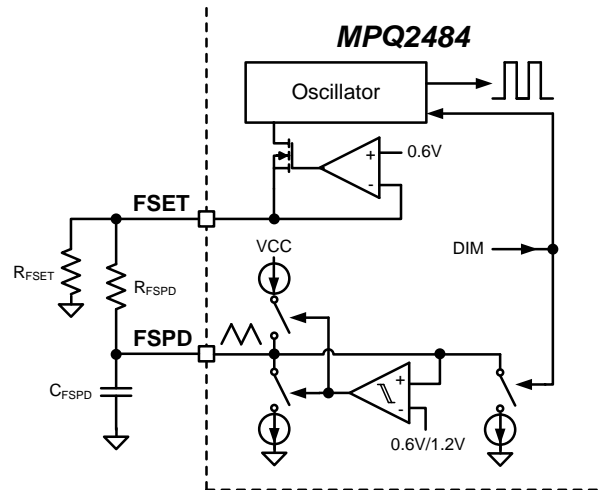 MPQ2484
Oscillator
+
0.6V
-
FSET
RFSET
RFSPD
VCC
DIM
FSPD
CFSPD
+
-
0.6V/1.2V